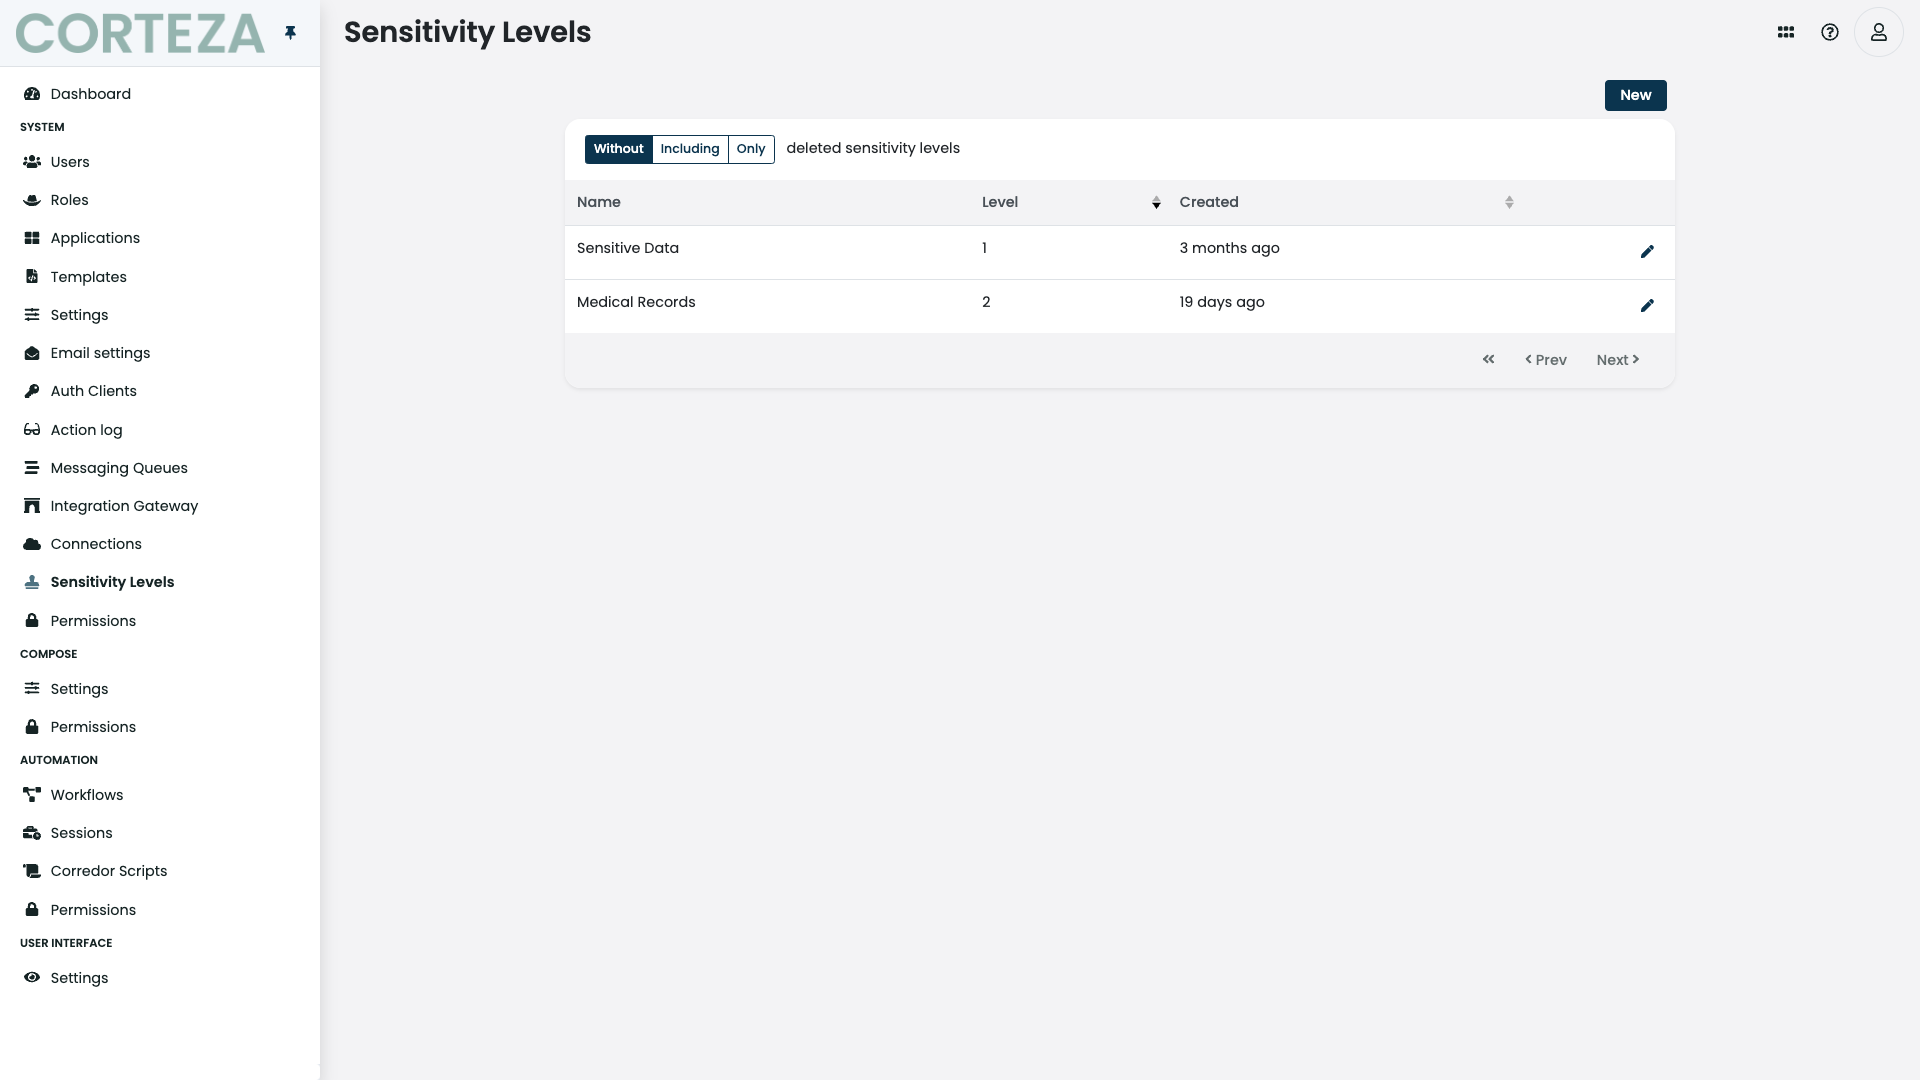 CORTEZA
Sensitivity Levels
Dashboard
SYSTEM
Users
Roles
Applications
Templates
Settings
Email settings
Auth Clients
Action log
Messaging Queues
Integration Gateway
Connections
Sensitivity Levels
Permissions
COMPOSE
Settings
Permissions
AUTOMATION
Workflows
Sessions
Corredor Scripts
Permissions
USER INTERFACE
Settings
New
Without Including Only deleted sensitivity levels
Name Level Created
Sensitive Data 1 3 months ago
Medical Records 2 19 days ago
« ‹ Prev Next ›